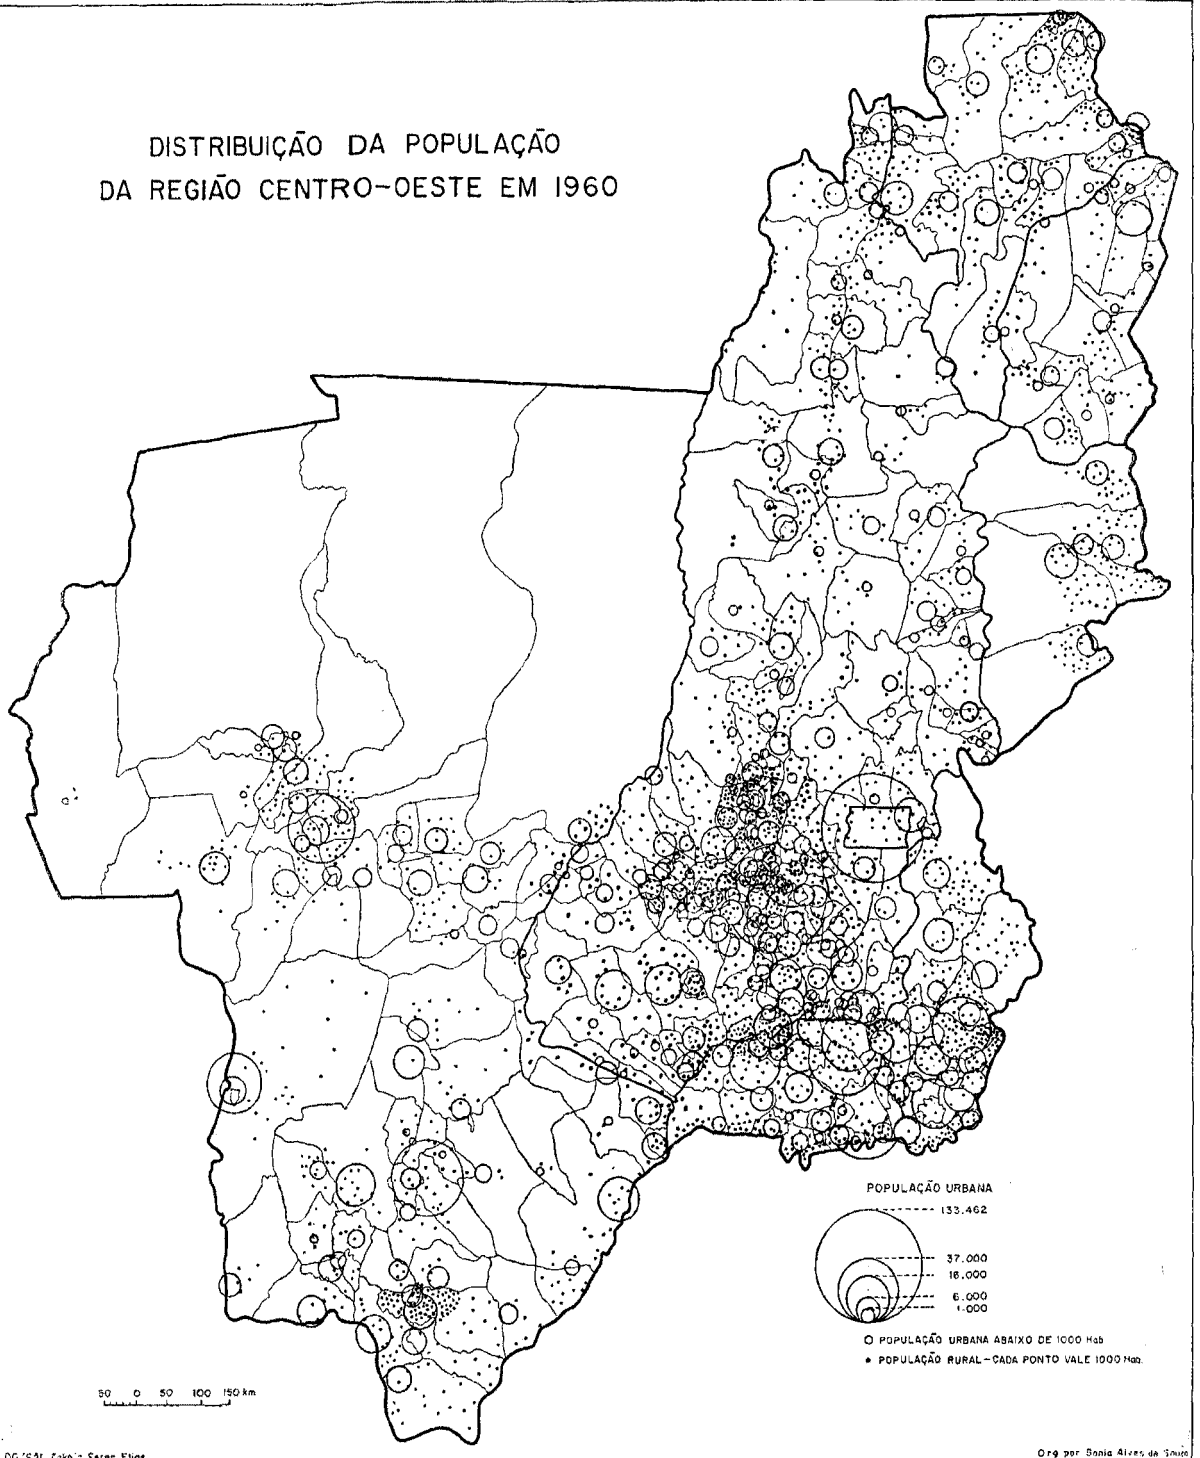 DISTRIBUIÇÃO DA POPULAÇÃO
DA REGIÃO CENTRO-OESTE EM 1960
POPULAÇÃO URBANA
133.462
37.000
16.000
6.000
1.000
POPULAÇÃO URBANA ABAIXO DE 1000 Hab
POPULAÇÃO RURAL-CADA PONTO VALE 1000 Hab.
50 0 50 100 150 km
Org por Sonia Alves de Souza